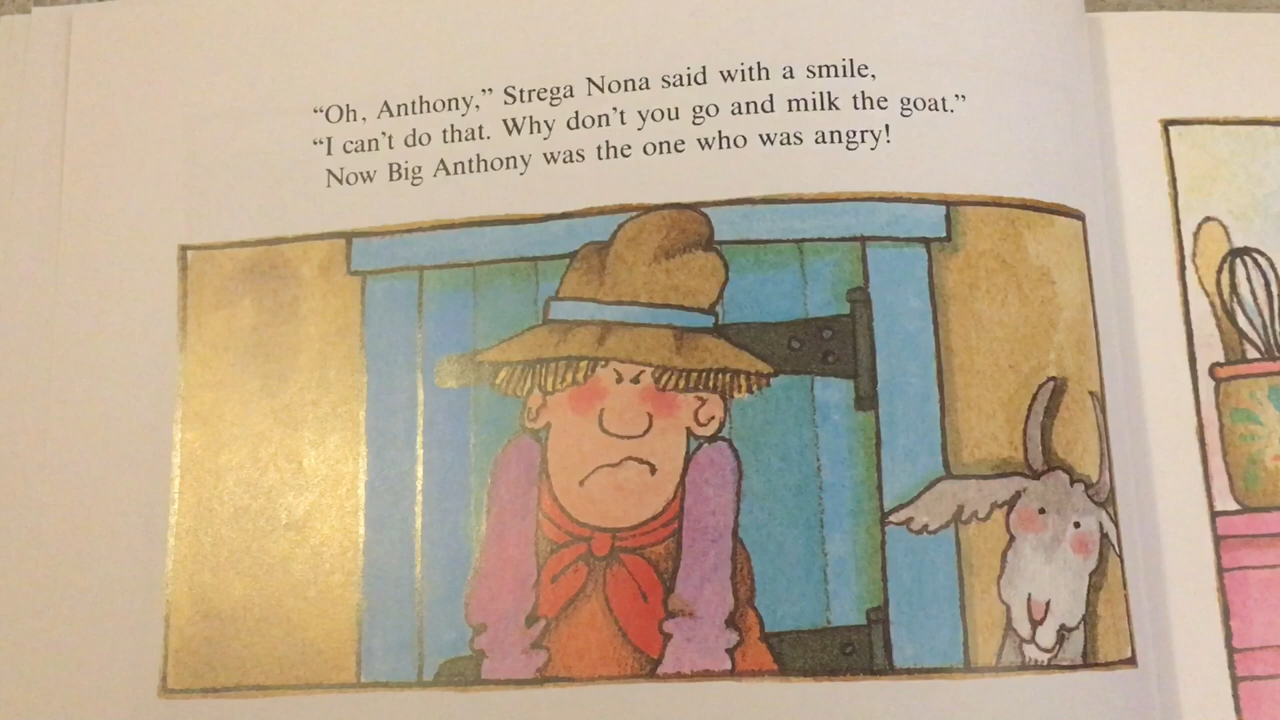 “Oh, Anthony,” Strega Nona said with a smile,
“I can’t do that. Why don’t you go and milk the goat.”
Now Big Anthony was the one who was angry!